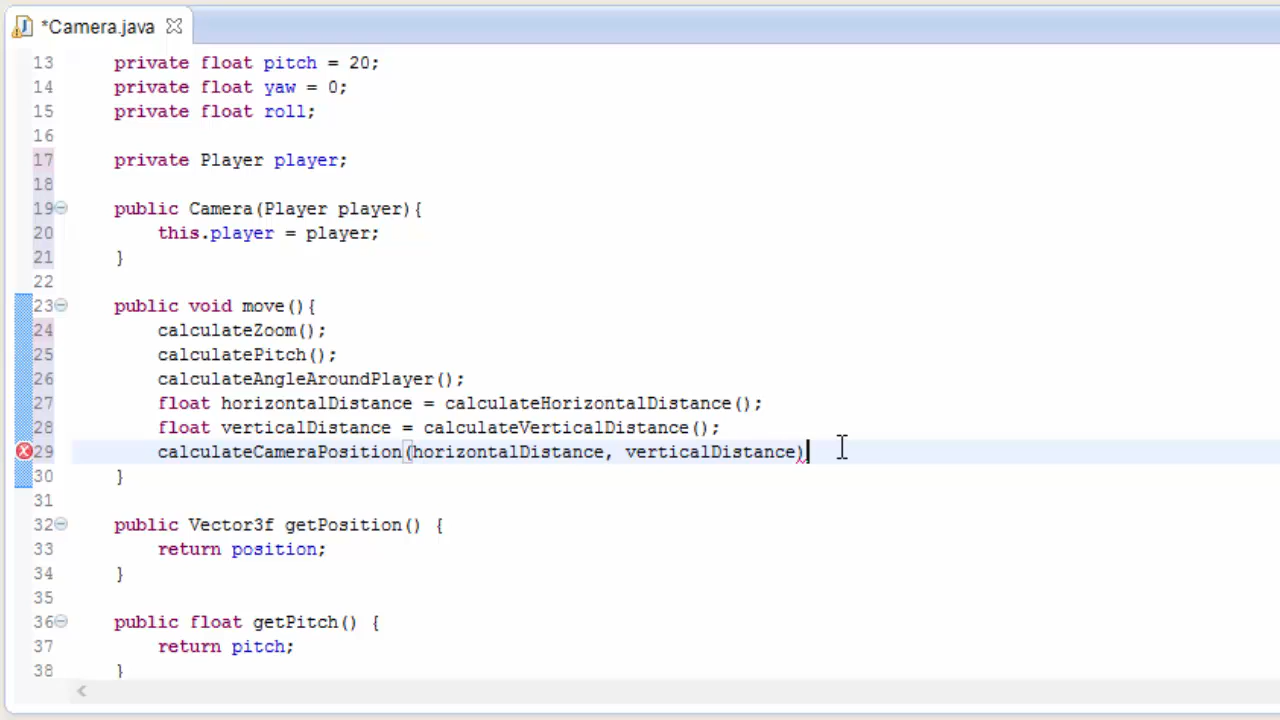 *Camera.java
13 private float pitch = 20;
14 private float yaw = 0;
15 private float roll;
16
17 private Player player;
18
19 public Camera(Player player){
20 this.player = player;
21 }
22
23 public void move(){
24 calculateZoom();
25 calculatePitch();
26 calculateAngleAroundPlayer();
27 float horizontalDistance = calculateHorizontalDistance();
28 float verticalDistance = calculateVerticalDistance();
29 calculateCameraPosition(horizontalDistance, verticalDistance)
30 }
31
32 public Vector3f getPosition() {
33 return position;
34 }
35
36 public float getPitch() {
37 return pitch;
38 }